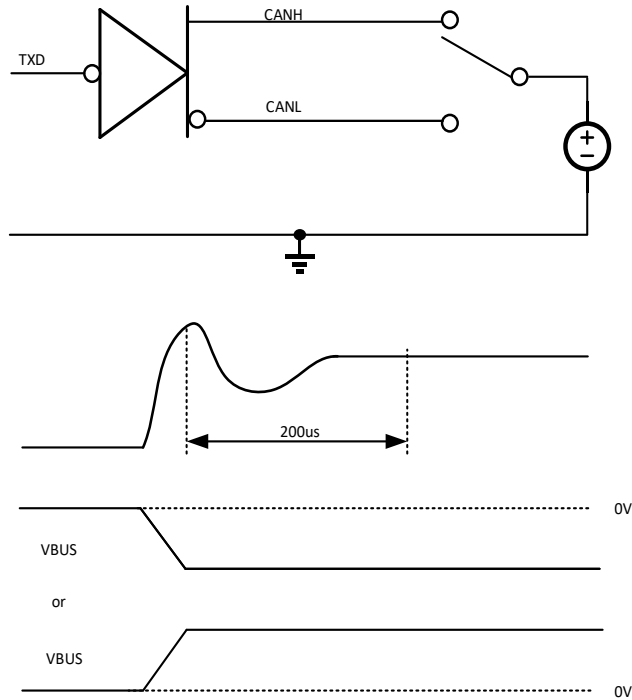 CANH
TXD
CANL
+
−
200us
0V
VBUS
or
VBUS
0V